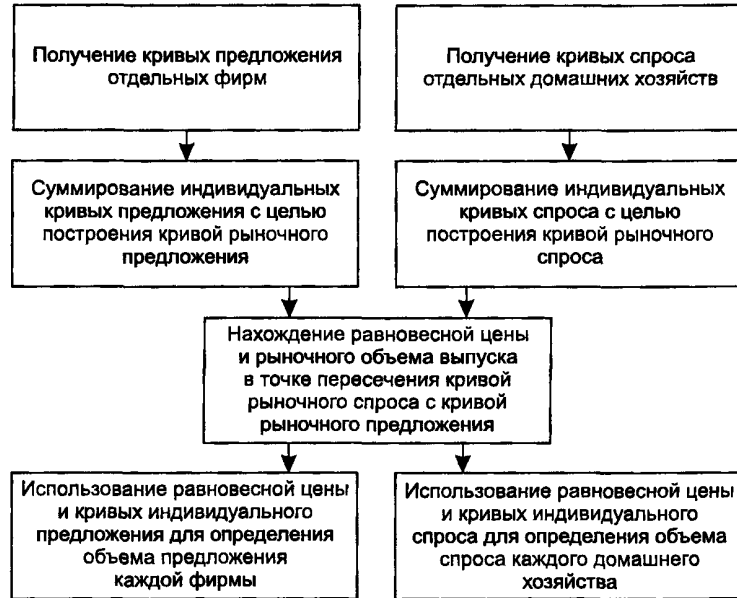 Получение кривых предложения
отдельных фирм
Получение кривых спроса
отдельных домашних хозяйств
Суммирование индивидуальных
кривых предложения с целью
построения кривой рыночного
предложения
Суммирование индивидуальных
кривых спроса с целью
построения кривой рыночного
спроса
Нахождение равновесной цены
и рыночного объема выпуска
в точке пересечения кривой
рыночного спроса с кривой
рыночного предложения
Использование равновесной цены
и кривых индивидуального
предложения для определения
объема предложения
каждой фирмы
Использование равновесной цены
и кривых индивидуального
спроса для определения объема
спроса каждого домашнего
хозяйства